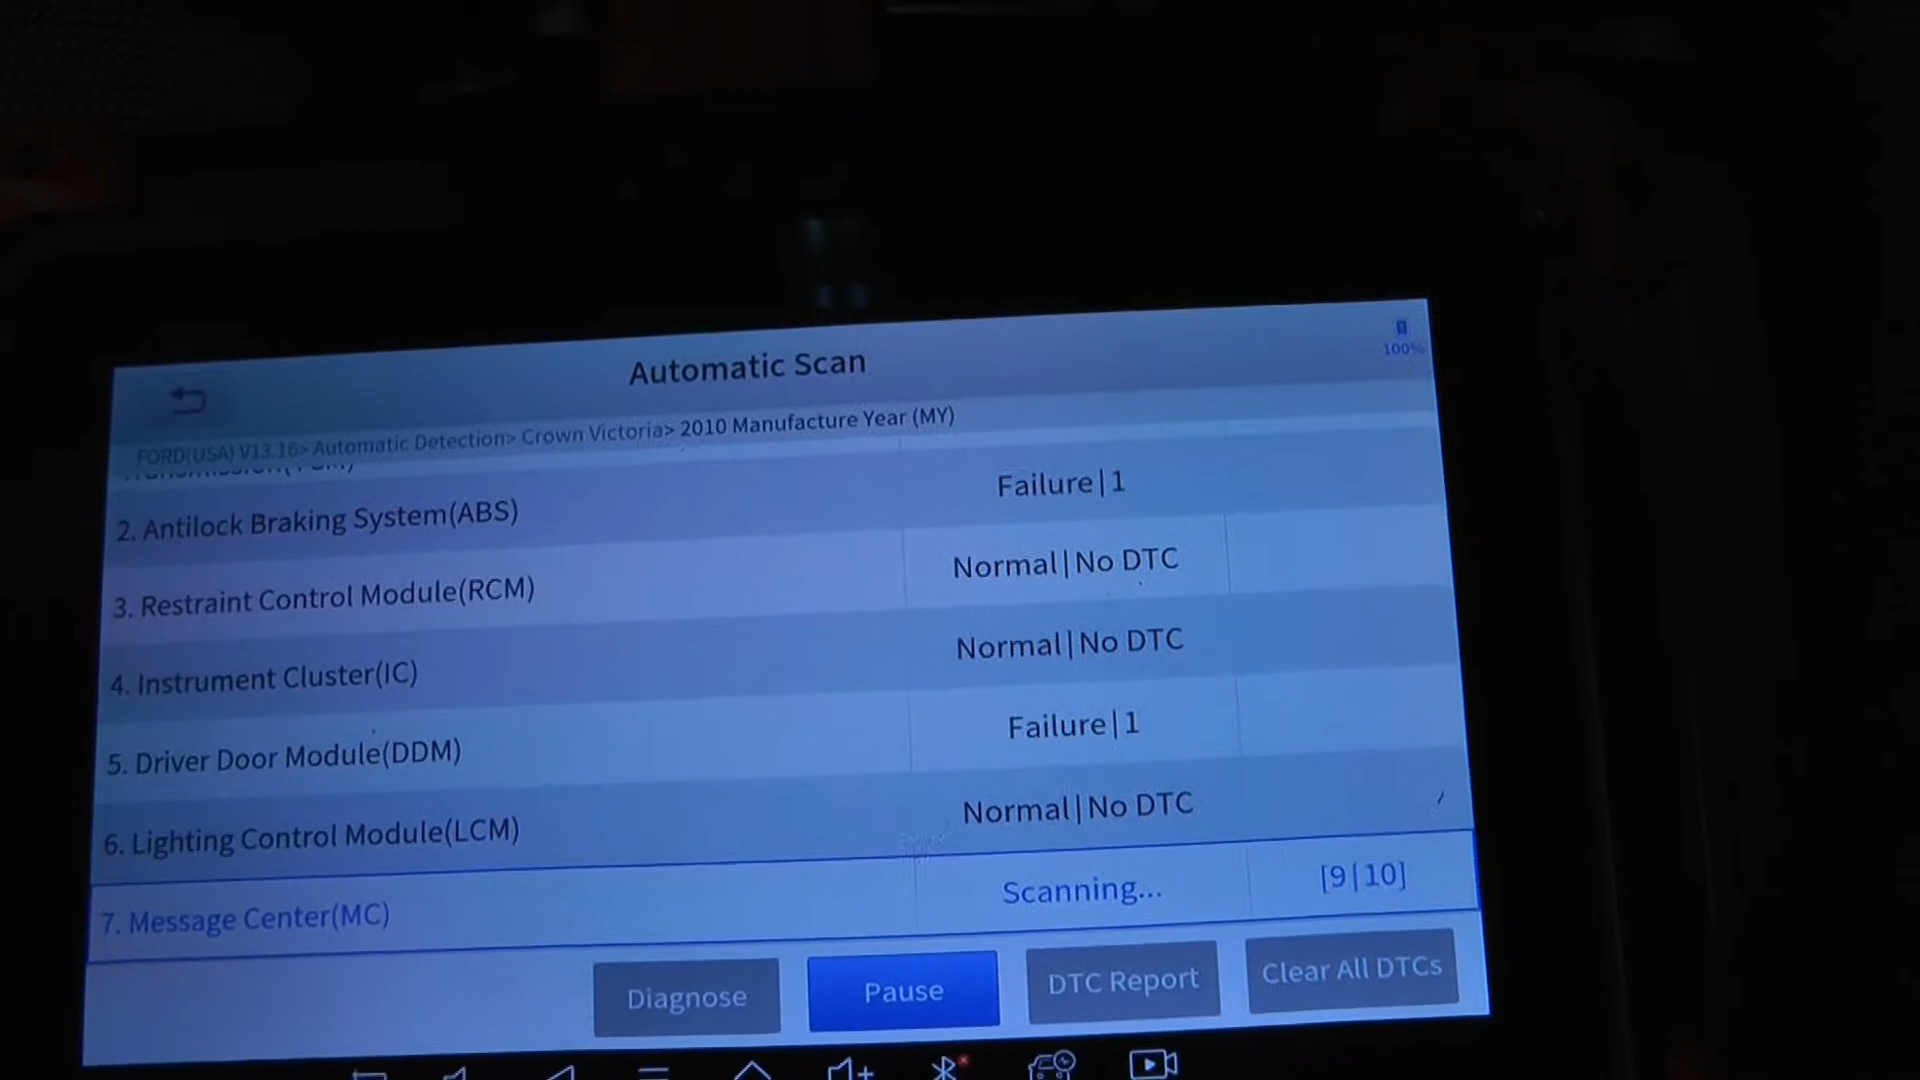 Automatic Scan
100%
FORD(USA) V13.16> Automatic Detection> Crown Victoria> 2010 Manufacture Year (MY)
2. Antilock Braking System(ABS) Failure|1
3. Restraint Control Module(RCM) Normal|No DTC
4. Instrument Cluster(IC) Normal|No DTC
5. Driver Door Module(DDM) Failure|1
6. Lighting Control Module(LCM) Normal|No DTC
7. Message Center(MC) Scanning... [9|10]
Diagnose Pause DTC Report Clear All DTCs